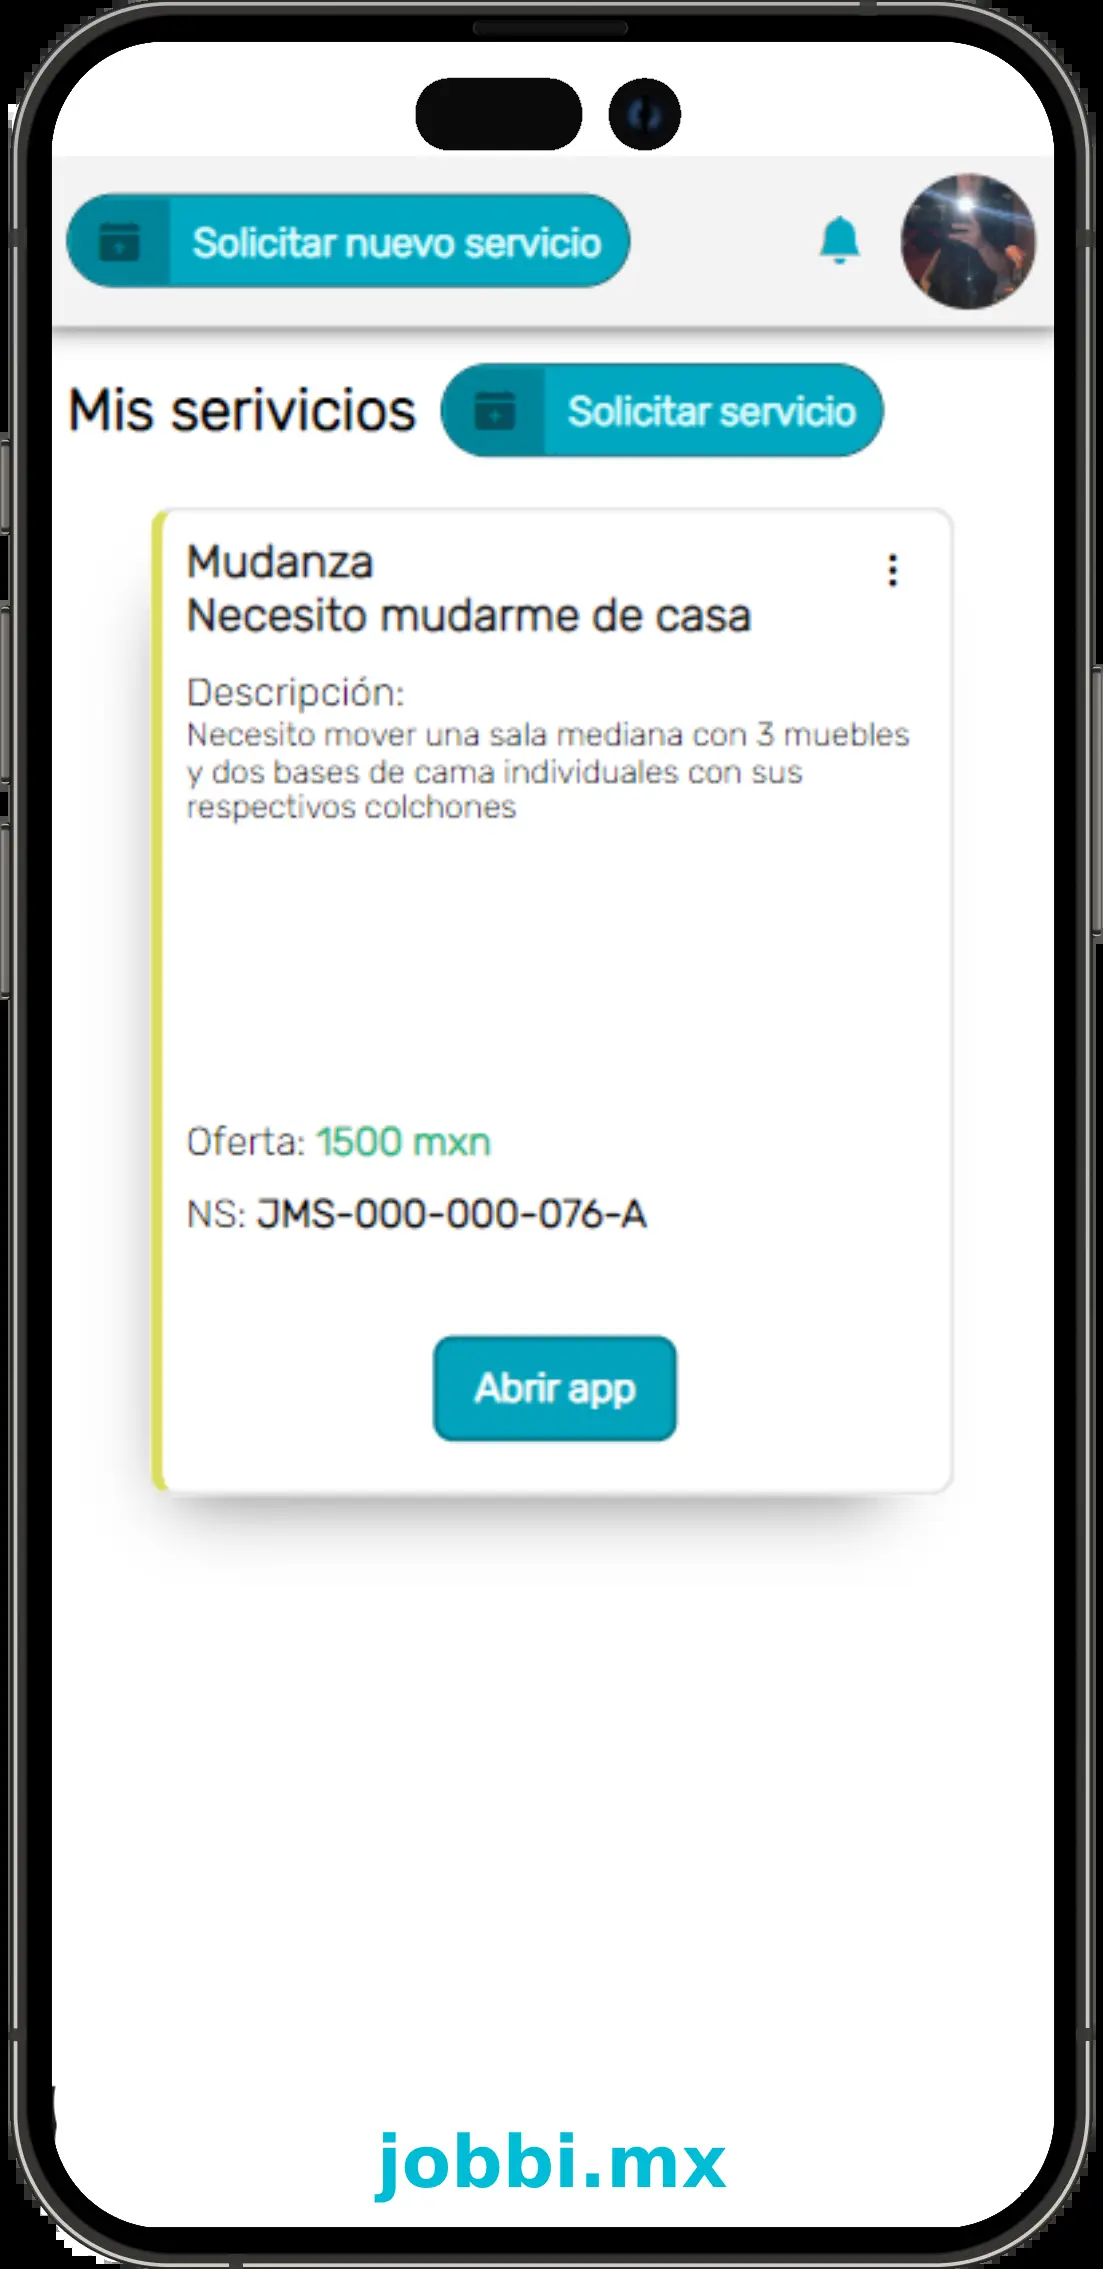 Solicitar nuevo servicio
Mis serivicios
Solicitar servicio
Mudanza
Necesito mudarme de casa
Descripción:
Necesito mover una sala mediana con 3 muebles
y dos bases de cama individuales con sus
respectivos colchones
Oferta: 1500 mxn
NS: JMS-000-000-076-A
Abrir app
jobbi.mx